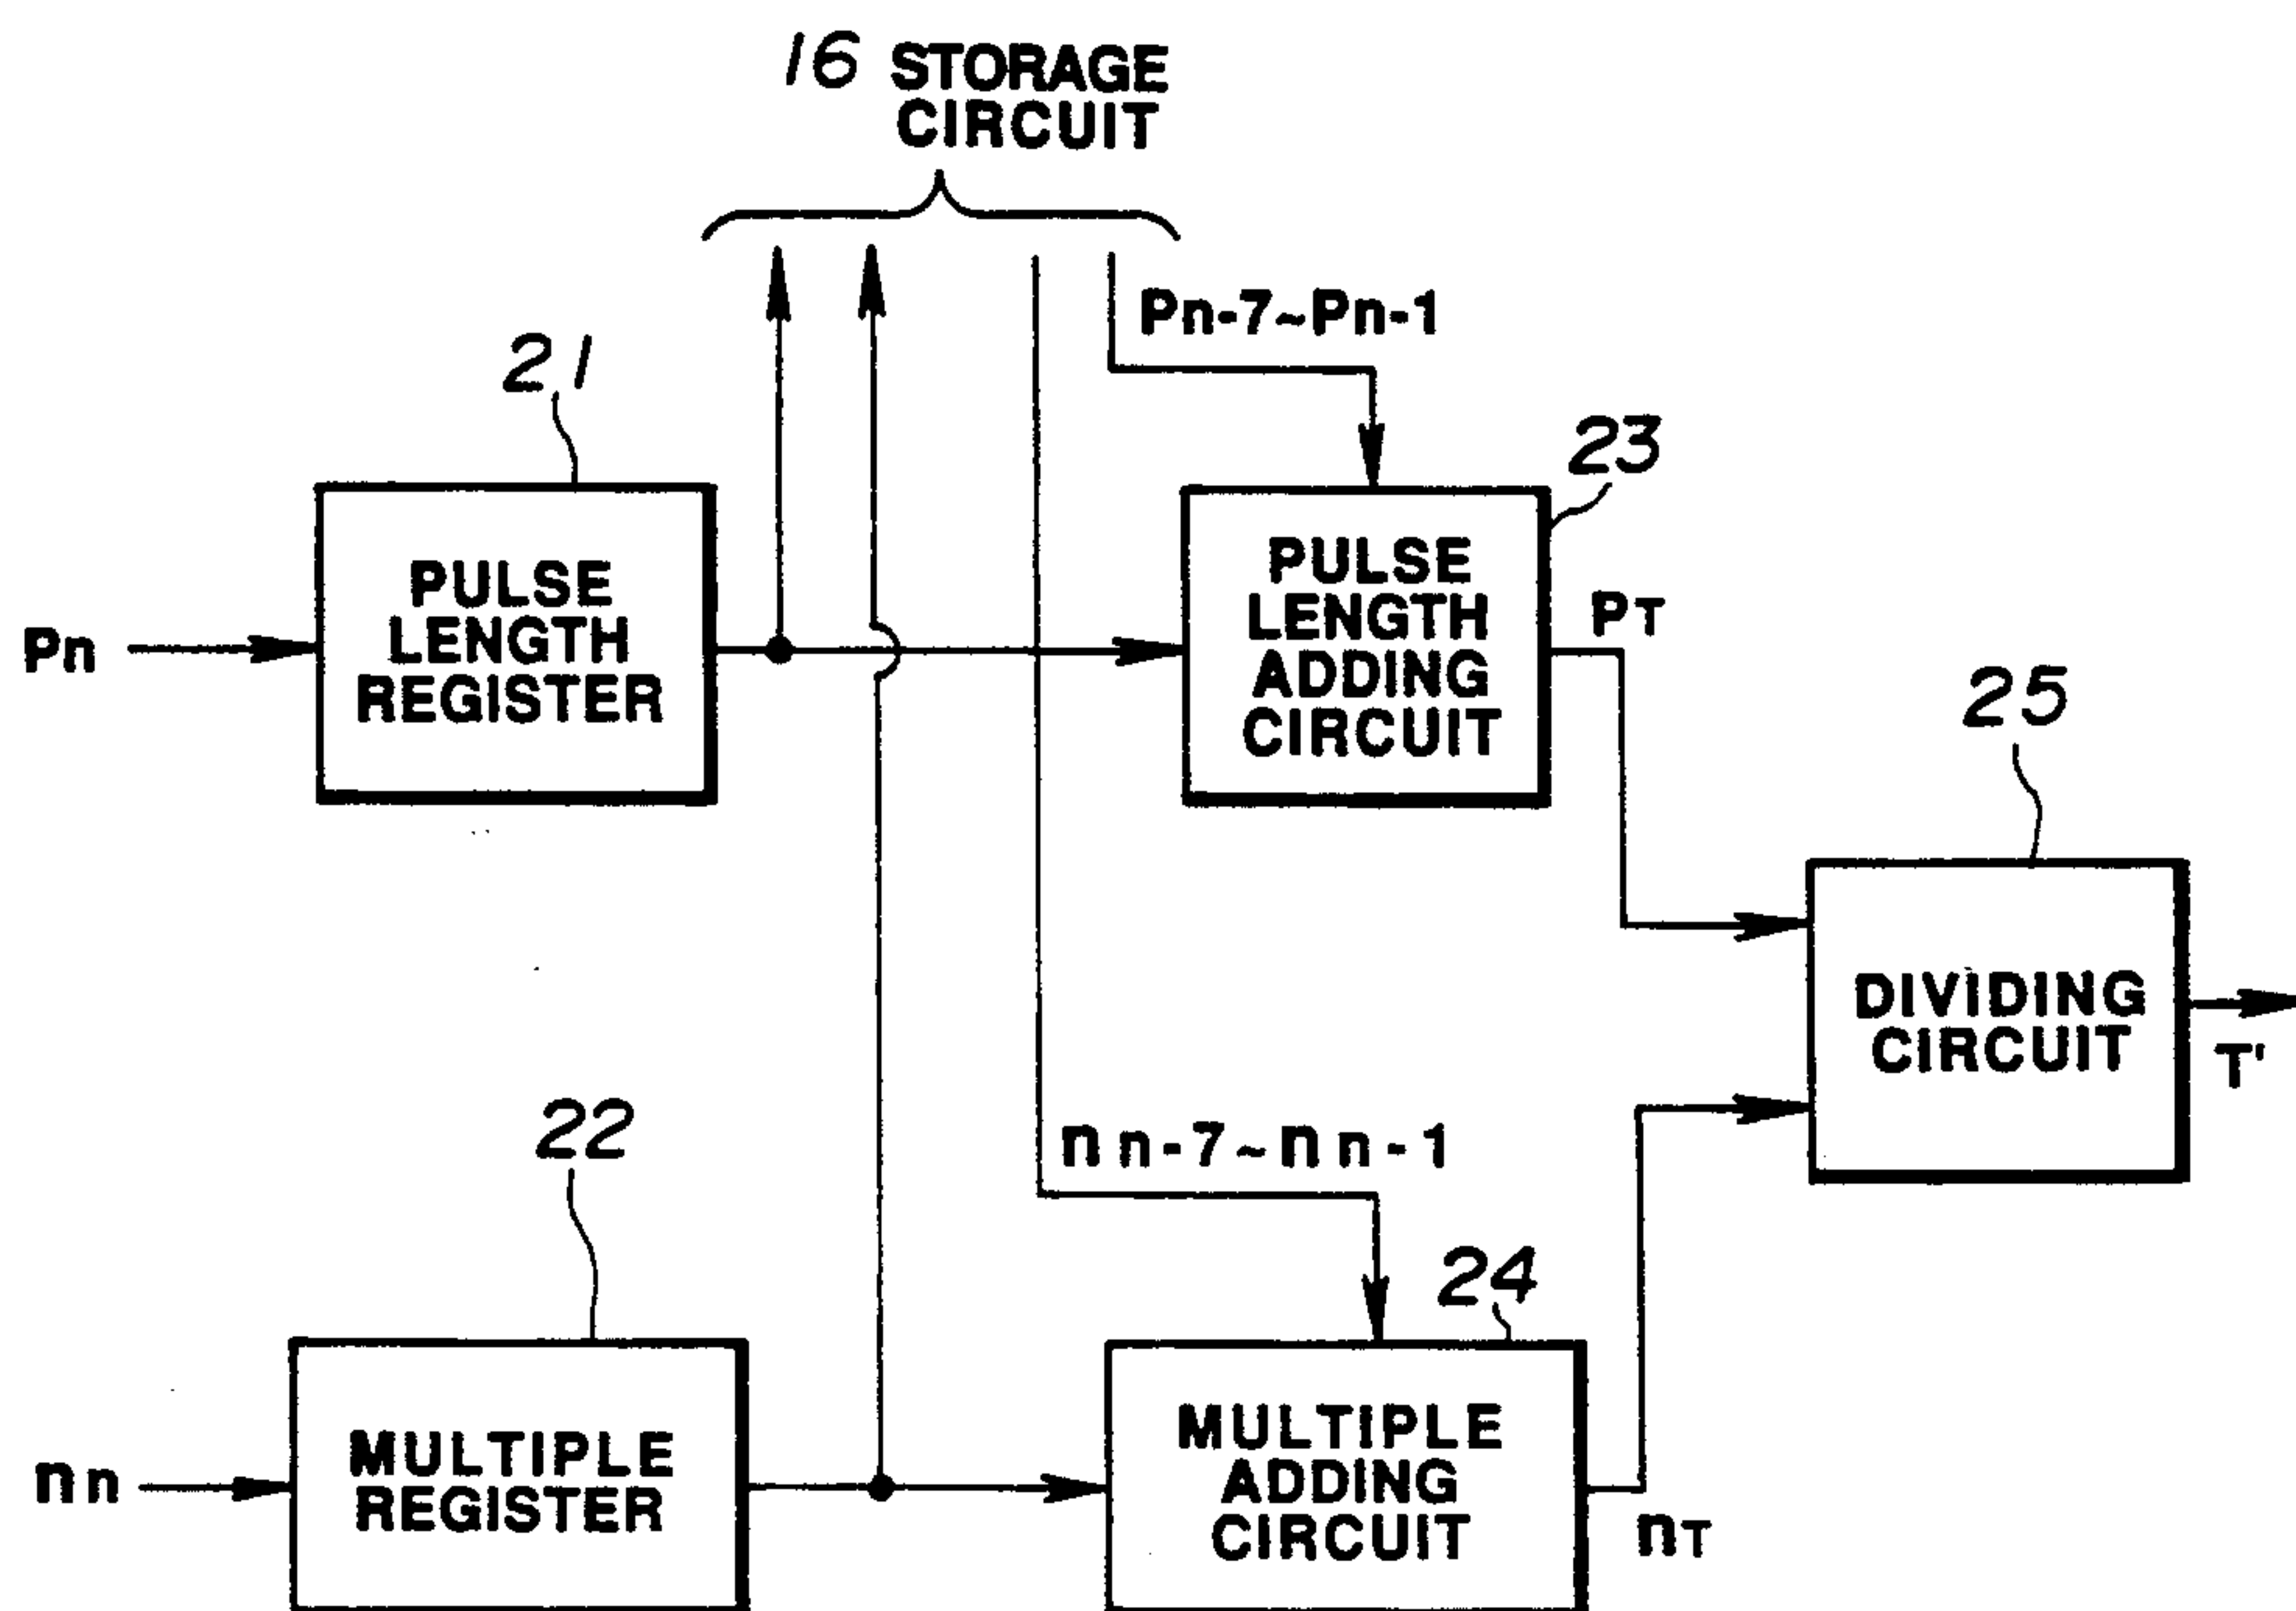 16 STORAGE
CIRCUIT
Pn-7~Pn-1
21
23
PULSE
LENGTH
REGISTER
PULSE
LENGTH
ADDING
CIRCUIT
Pn
PT
25
DIVIDING
CIRCUIT
T'
nn-7~nn-1
22
24
MULTIPLE
REGISTER
MULTIPLE
ADDING
CIRCUIT
nn
nT